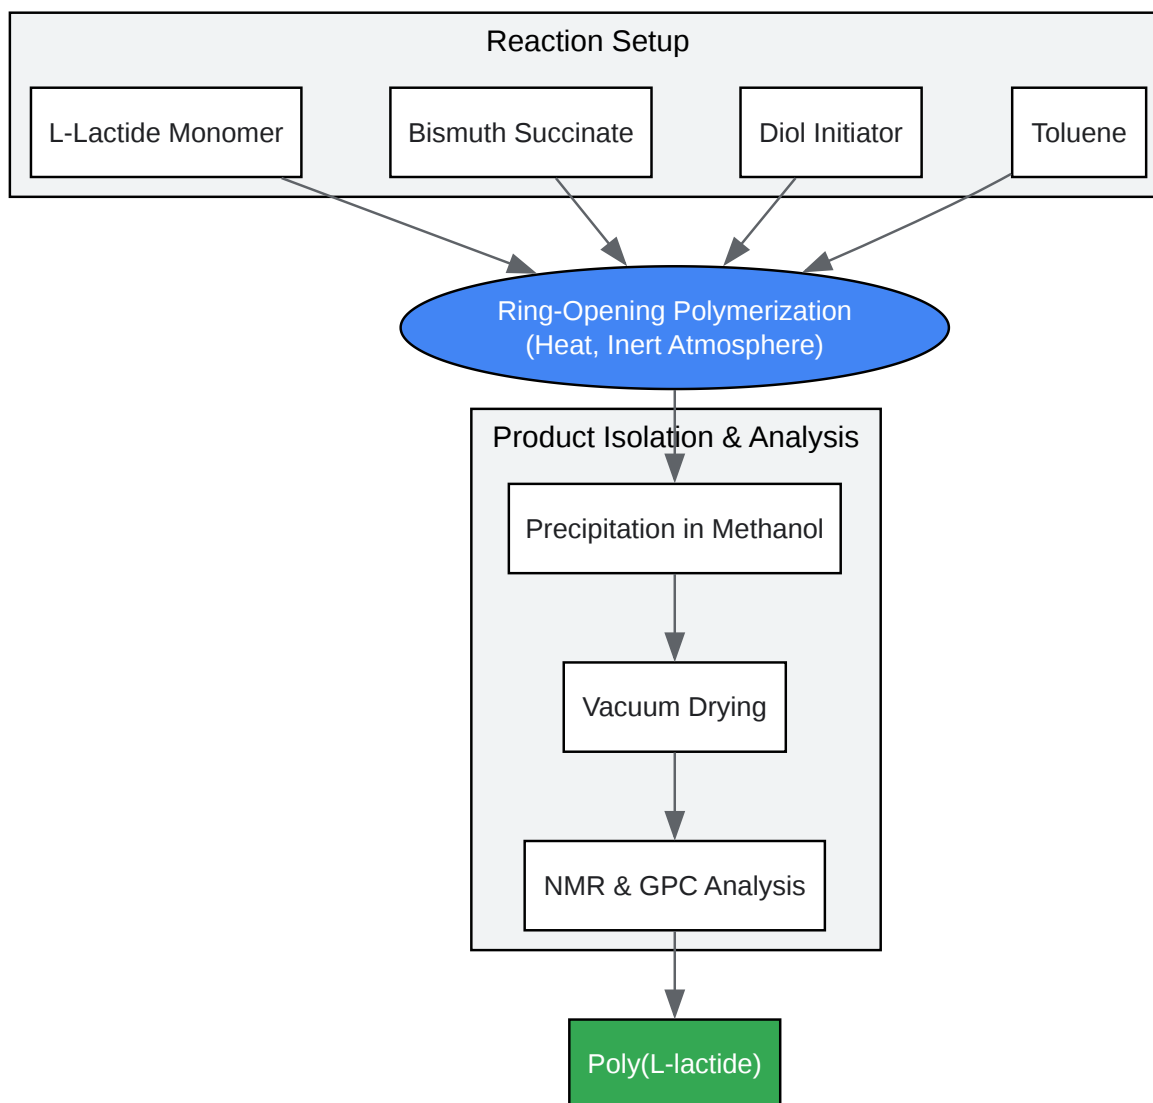 Reaction Setup
L-Lactide Monomer
Bismuth Succinate
Diol Initiator
Toluene
Ring-Opening Polymerization
(Heat, Inert Atmosphere)
Product Isolation & Analysis
Precipitation in Methanol
Vacuum Drying
NMR & GPC Analysis
Poly(L-lactide)